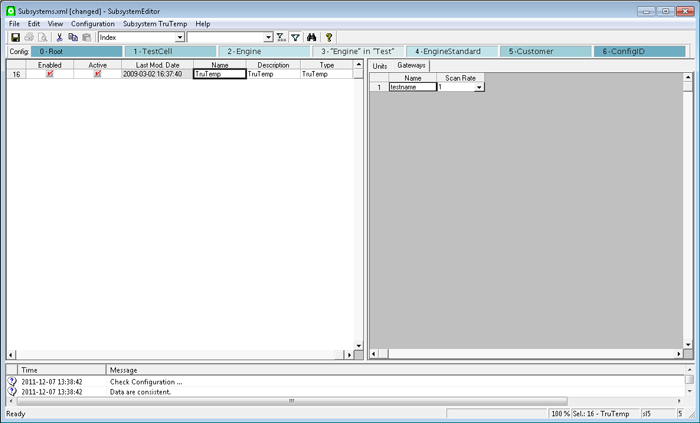 Subsystems.xml [changed] - SubsystemEditor
File Edit View Configuration Subsystem TruTemp Help
Index
Config: 0 - Root 1 - TestCell 2 - Engine 3 - "Engine" in "Test" 4 - EngineStandard 5 - Customer 6 - ConfigID
Enabled Active Last Mod. Date Name Description Type
16 2009-03-02 16:37:40 TruTemp TruTemp TruTemp
Units Gateways
Name Scan Rate
1 testname 1
Time Message
2011-12-07 13:38:42 Check Configuration ...
2011-12-07 13:38:42 Data are consistent.
Ready 100 % Sel.: 16 - TruTemp sl5 5